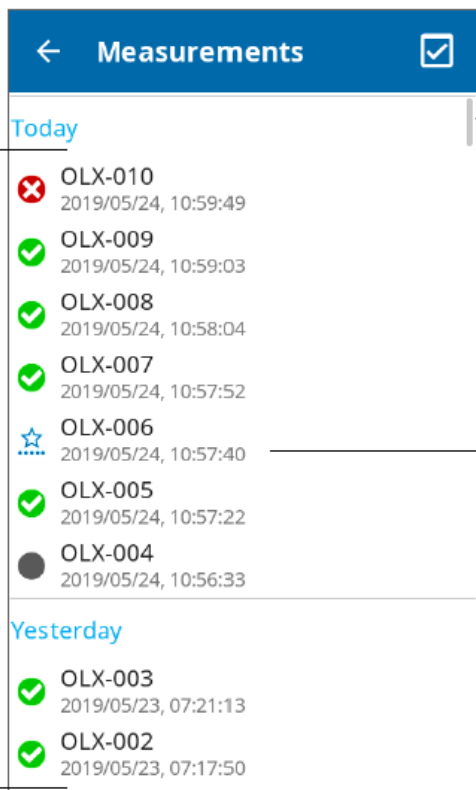 Measurements
Today
OLX-010
2019/05/24, 10:59:49
OLX-009
2019/05/24, 10:59:03
OLX-008
2019/05/24, 10:58:04
OLX-007
2019/05/24, 10:57:52
OLX-006
2019/05/24, 10:57:40
OLX-005
2019/05/24, 10:57:22
OLX-004
2019/05/24, 10:56:33
Yesterday
OLX-003
2019/05/23, 07:21:13
OLX-002
2019/05/23, 07:17:50